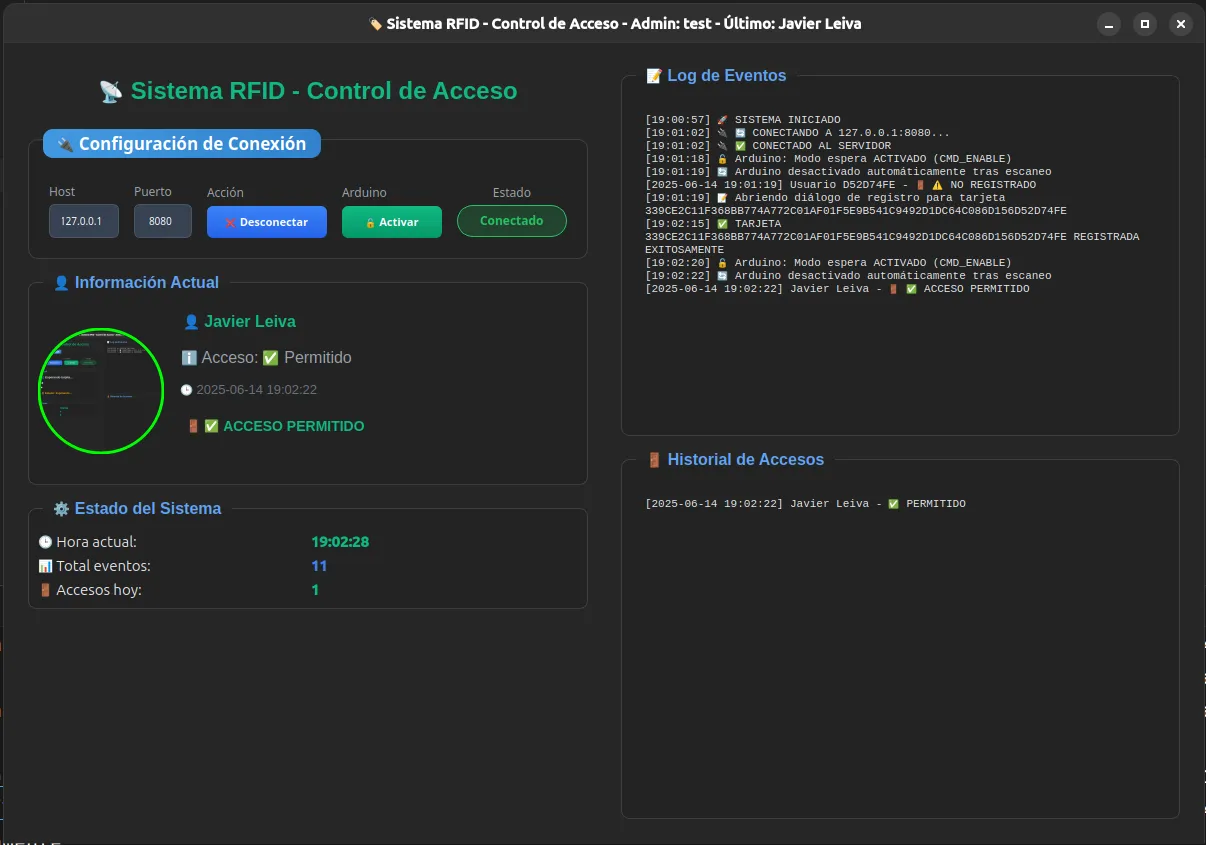 🏷️ Sistema RFID - Control de Acceso - Admin: test - Último: Javier Leiva
📡 Sistema RFID - Control de Acceso
🔌 Configuración de Conexión
Host
Puerto
Acción
Arduino
Estado
127.0.0.1
8080
❌ Desconectar
🔓 Activar
Conectado
👤 Información Actual
👤 Javier Leiva
ℹ️ Acceso: ✅ Permitido
🕒 2025-06-14 19:02:22
🚪 ✅ ACCESO PERMITIDO
⚙️ Estado del Sistema
🕒 Hora actual: 19:02:28
📊 Total eventos: 11
🚪 Accesos hoy: 1
📝 Log de Eventos
[19:00:57] 🚀 SISTEMA INICIADO
[19:01:02] 🔌 🔄 CONECTANDO A 127.0.0.1:8080...
[19:01:02] 🔌 ✅ CONECTADO AL SERVIDOR
[19:01:18] 🔓 Arduino: Modo espera ACTIVADO (CMD_ENABLE)
[19:01:19] 🔄 Arduino desactivado automáticamente tras escaneo
[2025-06-14 19:01:19] Usuario D52D74FE - 🚪 ⚠️ NO REGISTRADO
[19:01:19] 📝 Abriendo diálogo de registro para tarjeta
339CE2C11F368BB774A772C01AF01F5E9B541C9492D1DC64C086D156D52D74FE
[19:02:15] ✅ TARJETA
339CE2C11F368BB774A772C01AF01F5E9B541C9492D1DC64C086D156D52D74FE REGISTRADA
EXITOSAMENTE
[19:02:20] 🔓 Arduino: Modo espera ACTIVADO (CMD_ENABLE)
[19:02:22] 🔄 Arduino desactivado automáticamente tras escaneo
[2025-06-14 19:02:22] Javier Leiva - 🚪 ✅ ACCESO PERMITIDO
🚪 Historial de Accesos
[2025-06-14 19:02:22] Javier Leiva - ✅ PERMITIDO